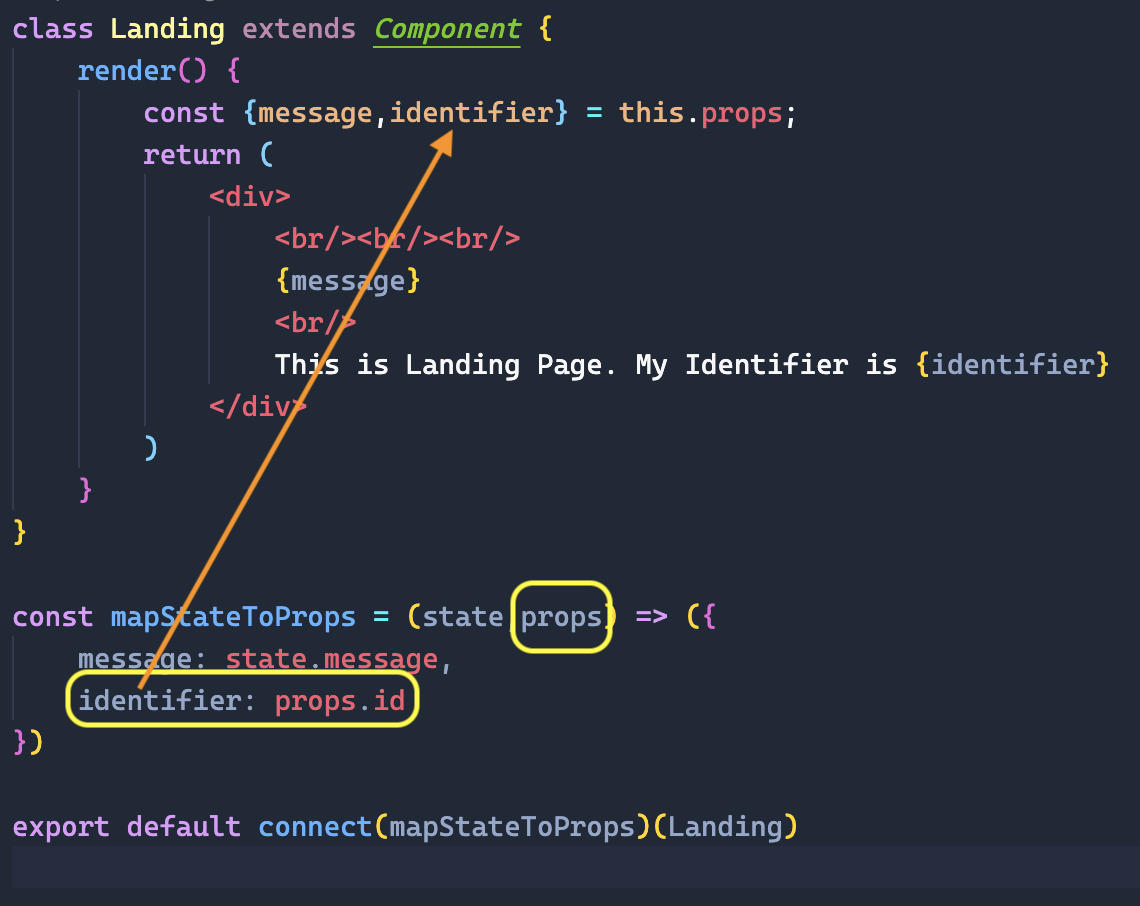 class Landing extends Component {
render() {
const {message,identifier} = this.props;
return (
<div>
<br/><br/><br/>
{message}
<br/>
This is Landing Page. My Identifier is {identifier}
</div>
)
}
}
const mapStateToProps = (state,props) => ({
message: state.message,
identifier: props.id
})
export default connect(mapStateToProps)(Landing)